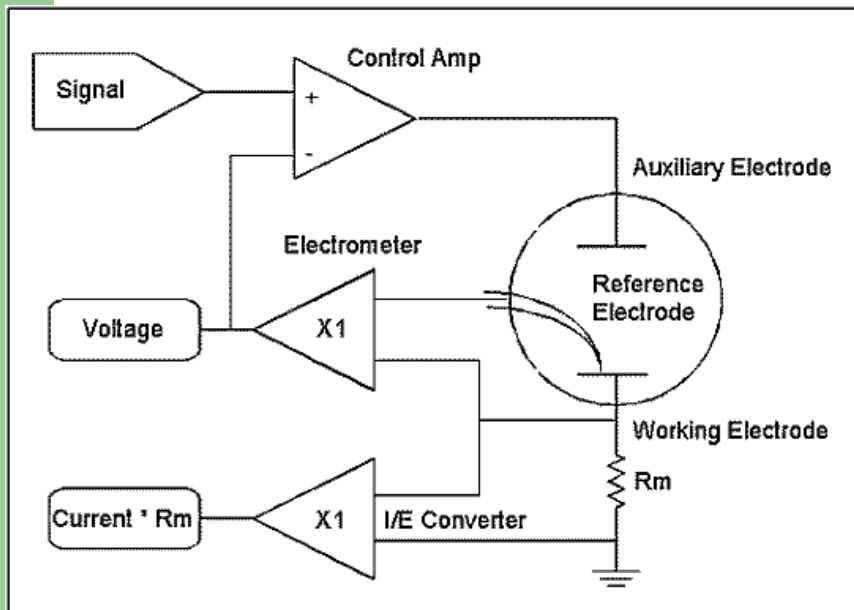 Control Amp
Signal
+
-
Auxiliary Electrode
Electrometer
Reference
Electrode
Voltage
X1
Working Electrode
Rm
Current * Rm
X1
I/E Converter